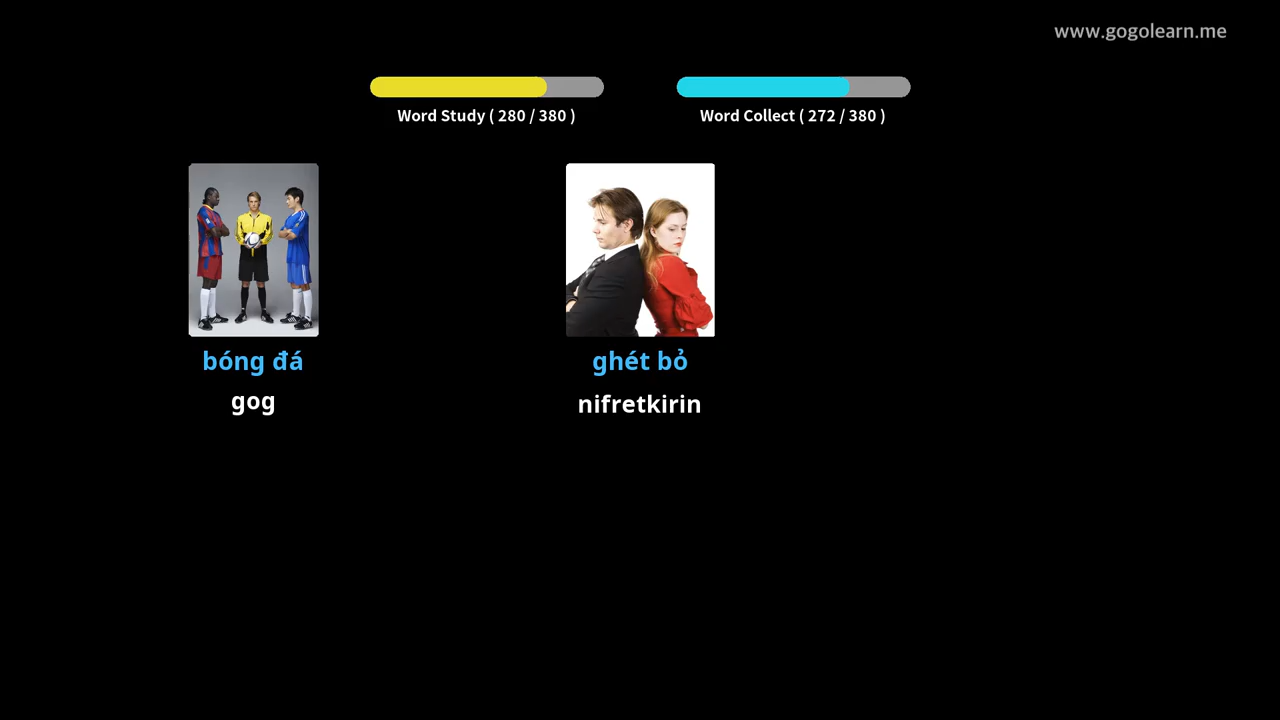 www.gogolearn.me
Word Study ( 280 / 380 )
Word Collect ( 272 / 380 )
bóng đá
gog
ghét bỏ
nifretkirin